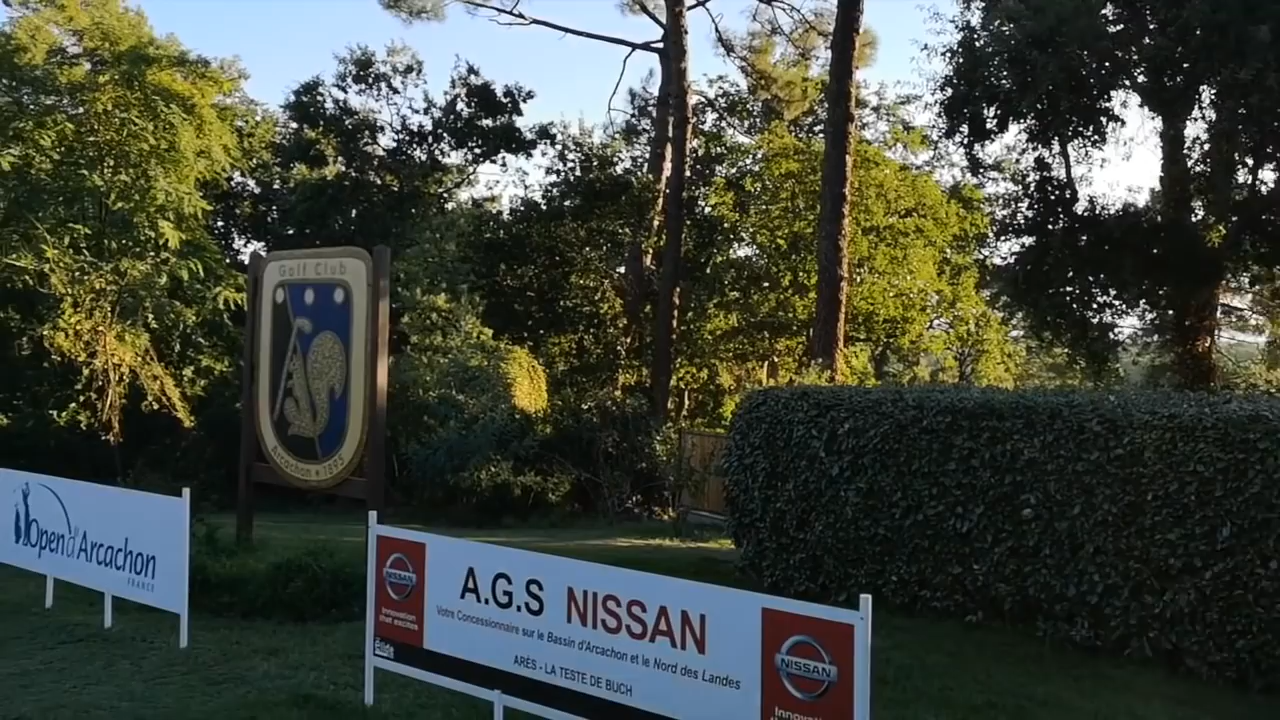 Golf Club
Arcachon ★ 1895
Open d'Arcachon
FRANCE
NISSAN
Innovation
that excites
A.G.S NISSAN
Votre Concessionnaire sur le Bassin d'Arcachon et le Nord des Landes
ARÈS - LA TESTE DE BUCH
NISSAN